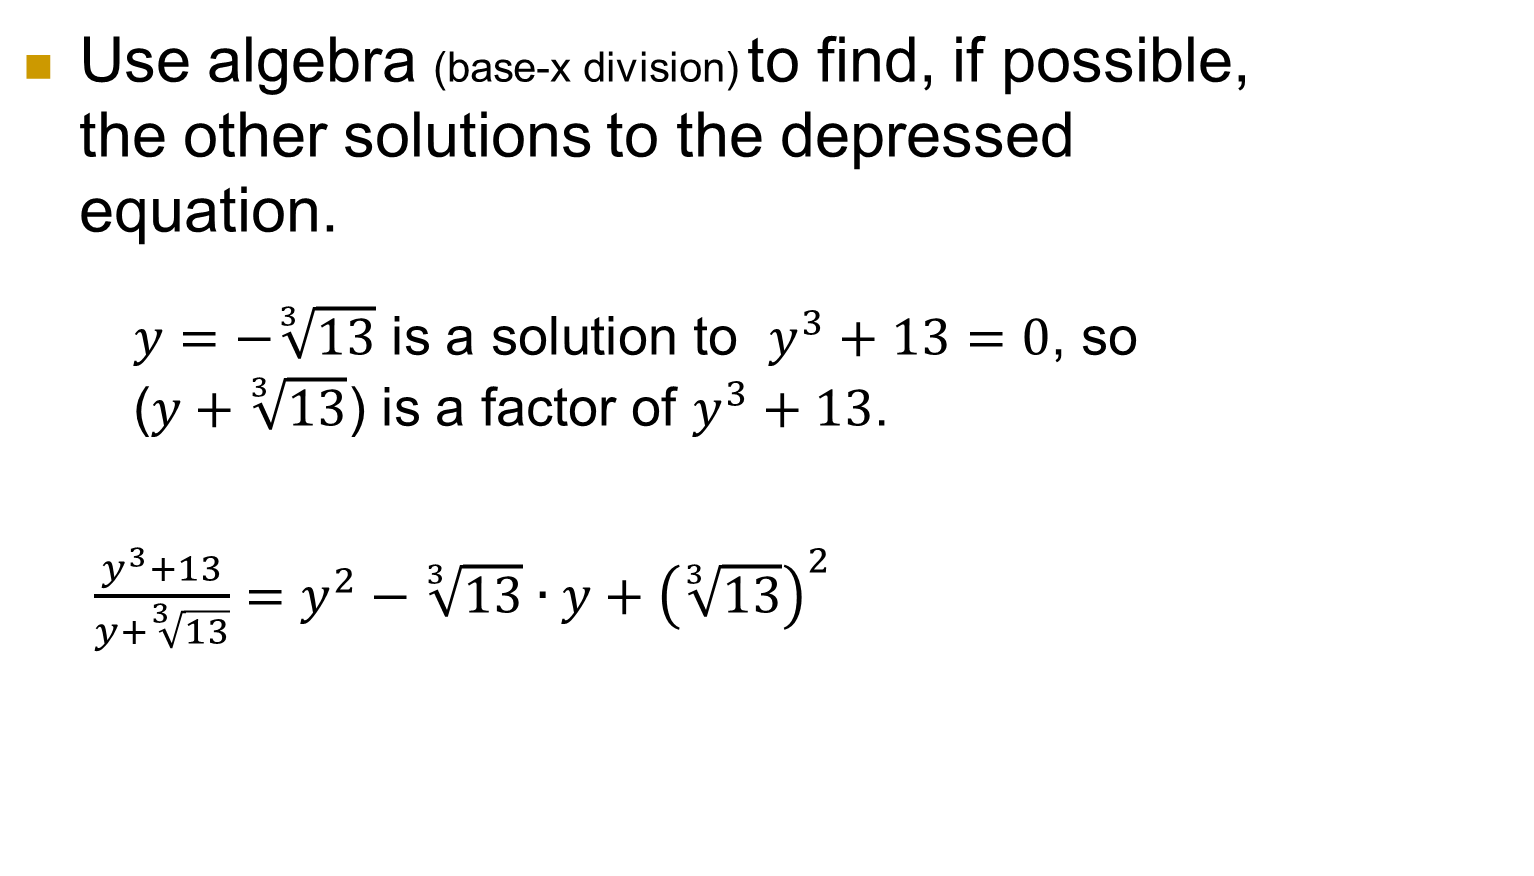 Use algebra (base-x division) to find, if possible,
the other solutions to the depressed
equation.
y = −∛13 is a solution to y³ + 13 = 0, so
(y + ∛13) is a factor of y³ + 13.
(y³+13)/(y+∛13) = y² − ∛13 · y + (∛13)²